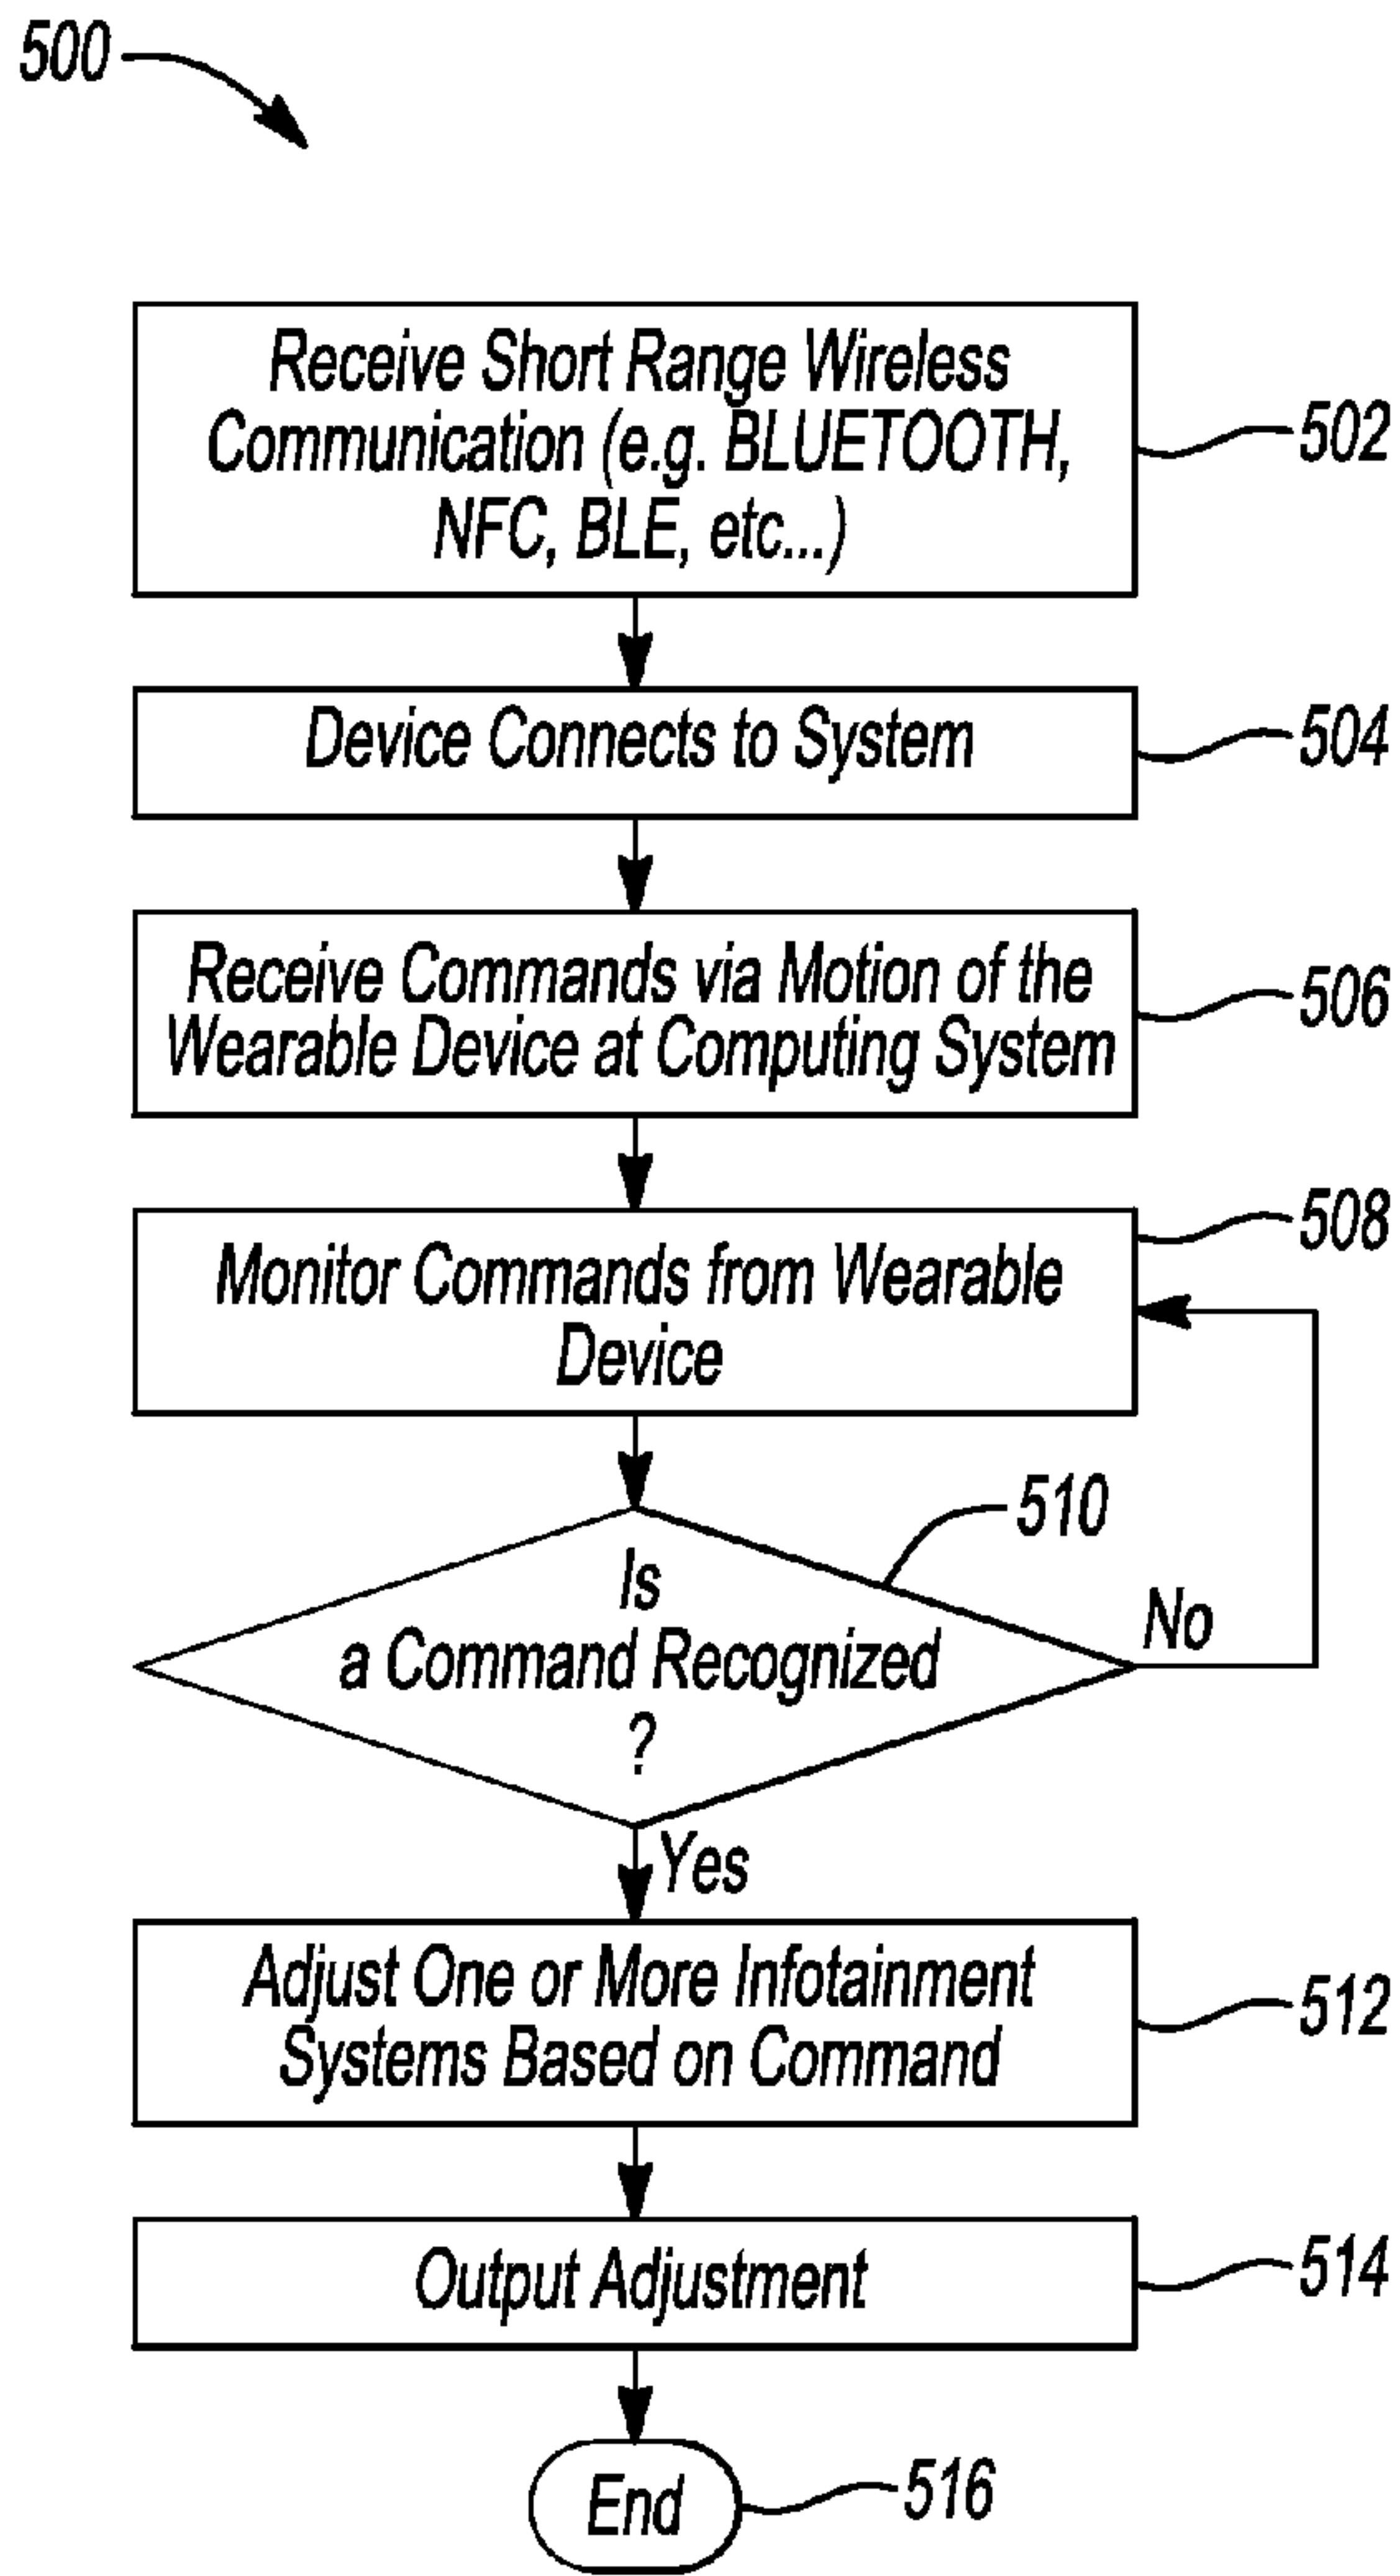 500
Receive Short Range Wireless
Communication (e.g. BLUETOOTH,
NFC, BLE, etc...)
502
Device Connects to System
504
Receive Commands via Motion of the
Wearable Device at Computing System
506
Monitor Commands from Wearable
Device
508
Is
a Command Recognized
?
510
No
Yes
Adjust One or More Infotainment
Systems Based on Command
512
Output Adjustment
514
End
516